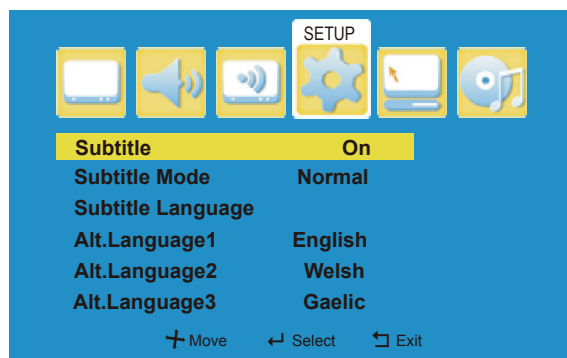 SETUP
Subtitle On
Subtitle Mode Normal
Subtitle Language
Alt.Language1 English
Alt.Language2 Welsh
Alt.Language3 Gaelic
Move Select Exit